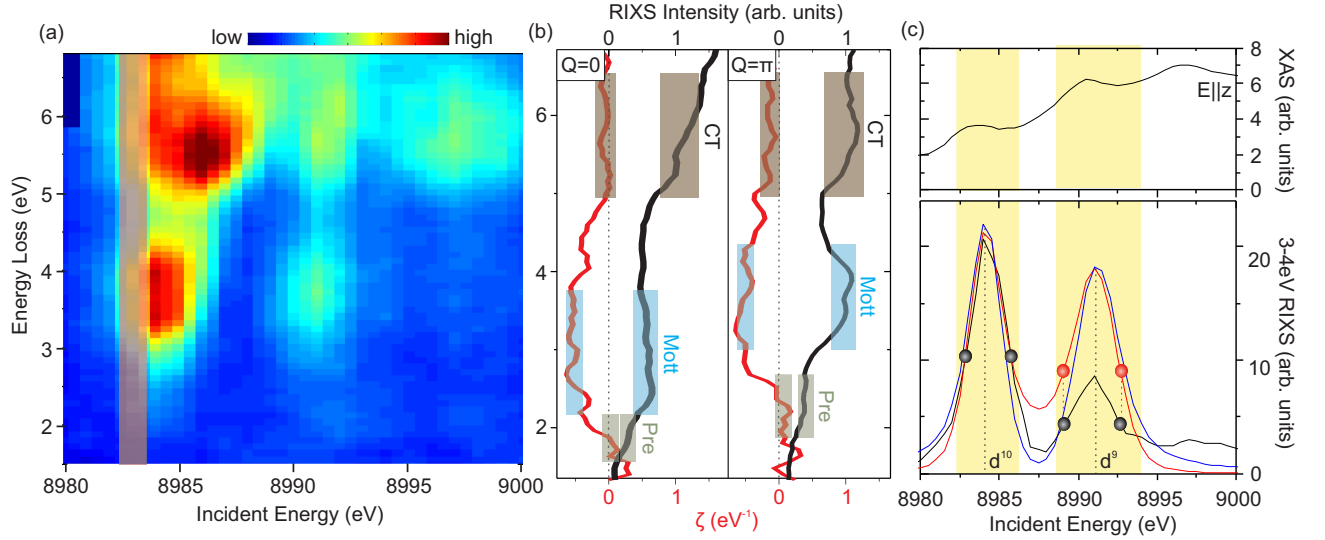 (a)
low
high
Energy Loss (eV)
6
5
4
3
2
8980
8985
8990
8995
9000
Incident Energy (eV)
(b)
RIXS Intensity (arb. units)
0
1
0
1
Q=0
Q=π
6
4
2
CT
Mott
Pre
CT
Mott
Pre
0
1
0
1
ζ (eV⁻¹)
(c)
8
6
4
2
0
E||z
XAS (arb. units)
20
10
0
3-4eV RIXS (arb. units)
d¹⁰
d⁹
8980
8985
8990
8995
9000
Incident Energy (eV)